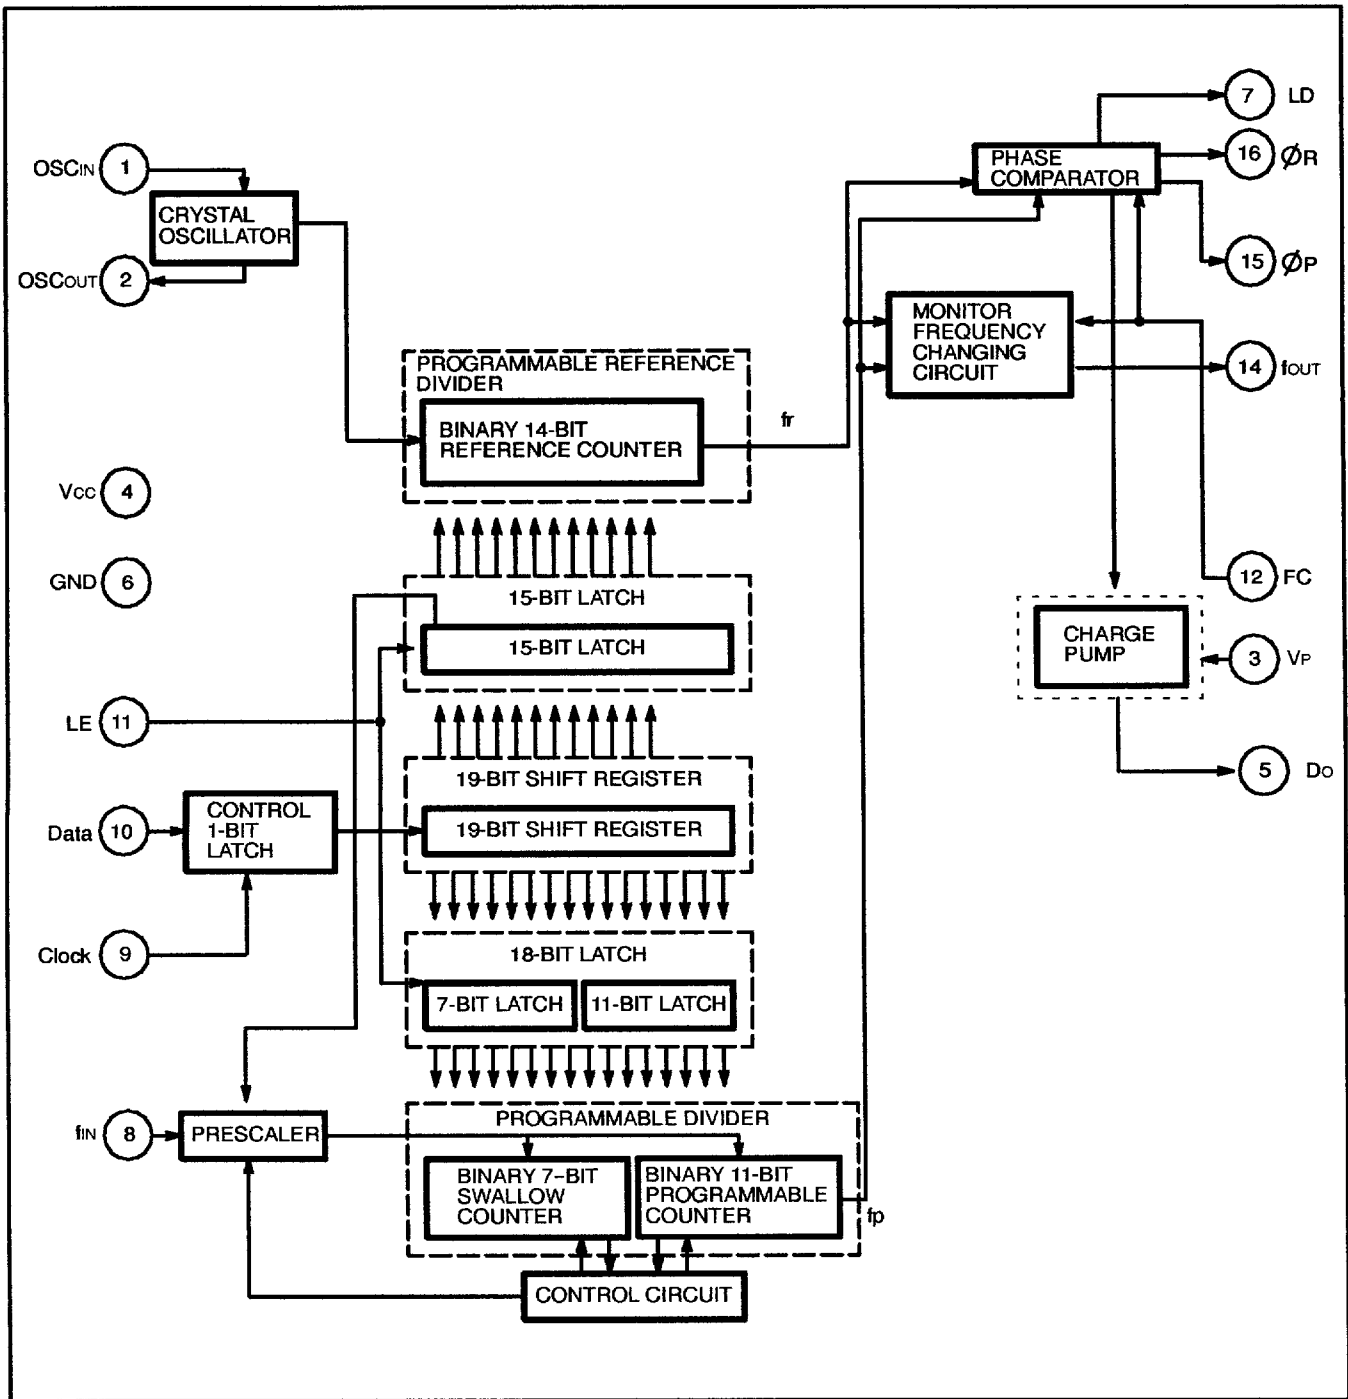 7 LD
16 ØR
PHASE
COMPARATOR
OSCIN 1
CRYSTAL
OSCILLATOR
15 ØP
OSCOUT 2
MONITOR
FREQUENCY
CHANGING
CIRCUIT
14 fOUT
PROGRAMMABLE REFERENCE
DIVIDER
BINARY 14-BIT
REFERENCE COUNTER
fr
VCC 4
GND 6
12 FC
15-BIT LATCH
15-BIT LATCH
CHARGE
PUMP
3 VP
LE 11
19-BIT SHIFT REGISTER
19-BIT SHIFT REGISTER
5 DO
Data 10
CONTROL
1-BIT
LATCH
Clock 9
18-BIT LATCH
7-BIT LATCH
11-BIT LATCH
fIN 8
PRESCALER
PROGRAMMABLE DIVIDER
BINARY 7-BIT
SWALLOW
COUNTER
BINARY 11-BIT
PROGRAMMABLE
COUNTER
fp
CONTROL CIRCUIT